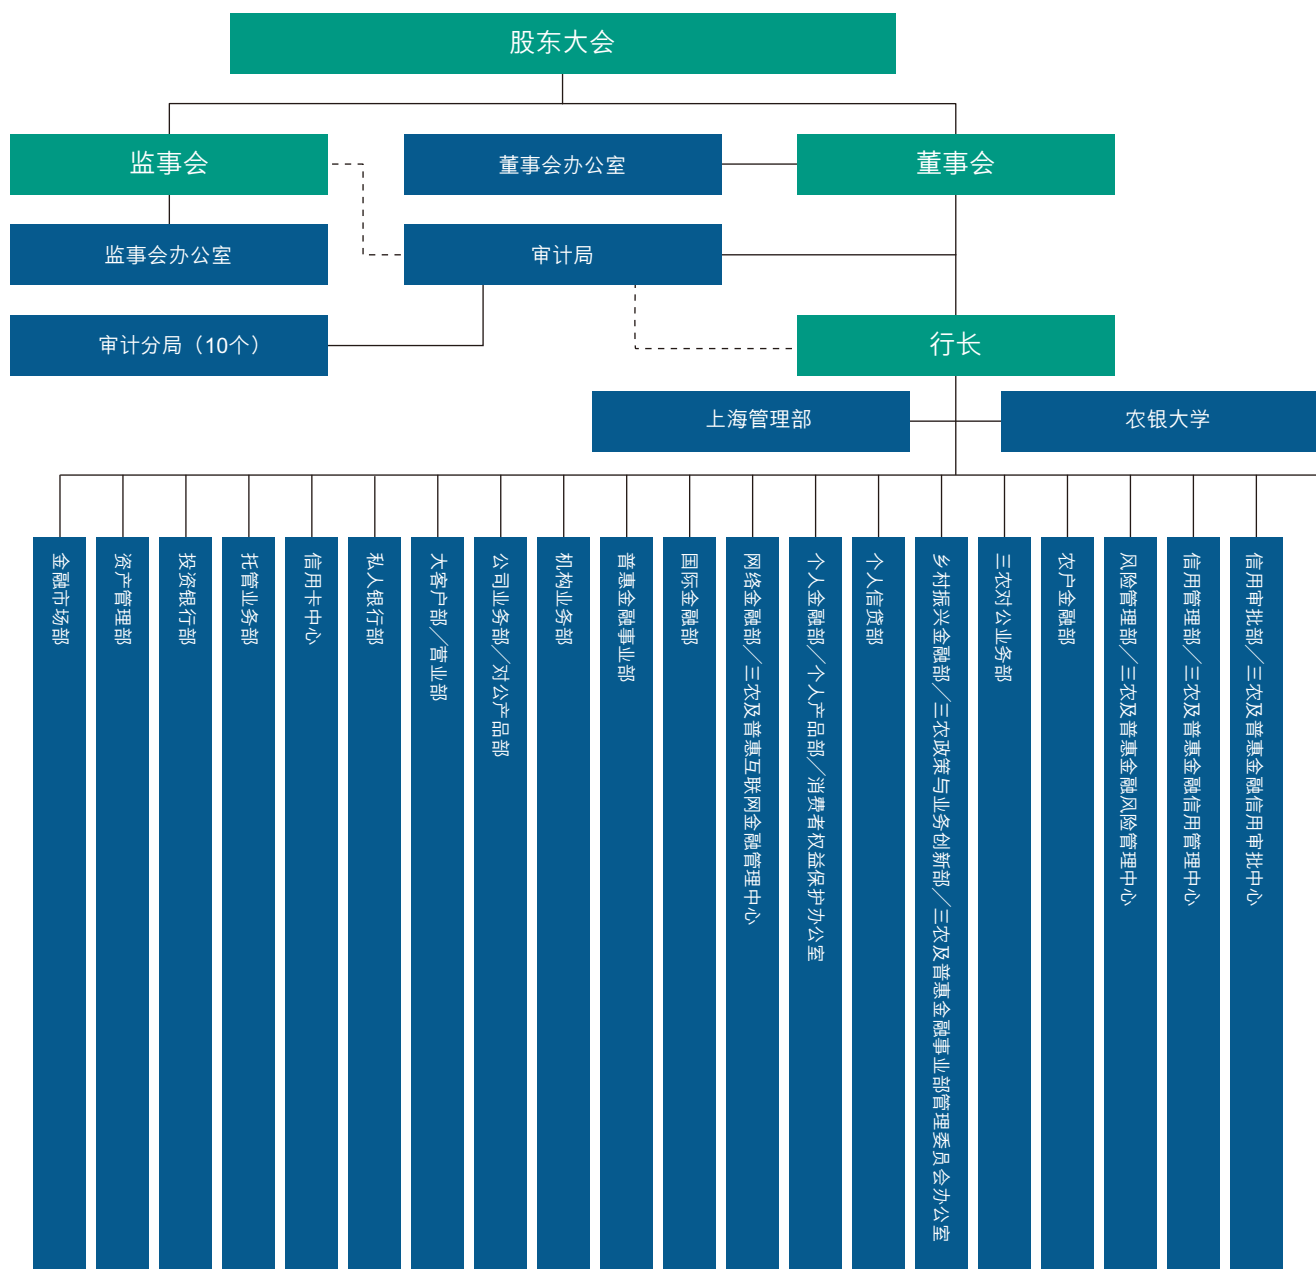 股东大会
监事会
董事会办公室
董事会
监事会办公室
审计局
审计分局（10个）
行长
上海管理部
农银大学
金融市场部
资产管理部
投资银行部
托管业务部
信用卡中心
私人银行部
大客户部／营业部
公司业务部／对公产品部
机构业务部
普惠金融事业部
国际金融部
网络金融部／三农及普惠互联网金融管理中心
个人金融部／个人产品部／消费者权益保护办公室
个人信贷部
乡村振兴金融部／三农政策与业务创新部／三农及普惠金融事业部管理委员会办公室
三农对公业务部
农户金融部
风险管理部／三农及普惠金融风险管理中心
信用管理部／三农及普惠金融信用管理中心
信用审批部／三农及普惠金融信用审批中心